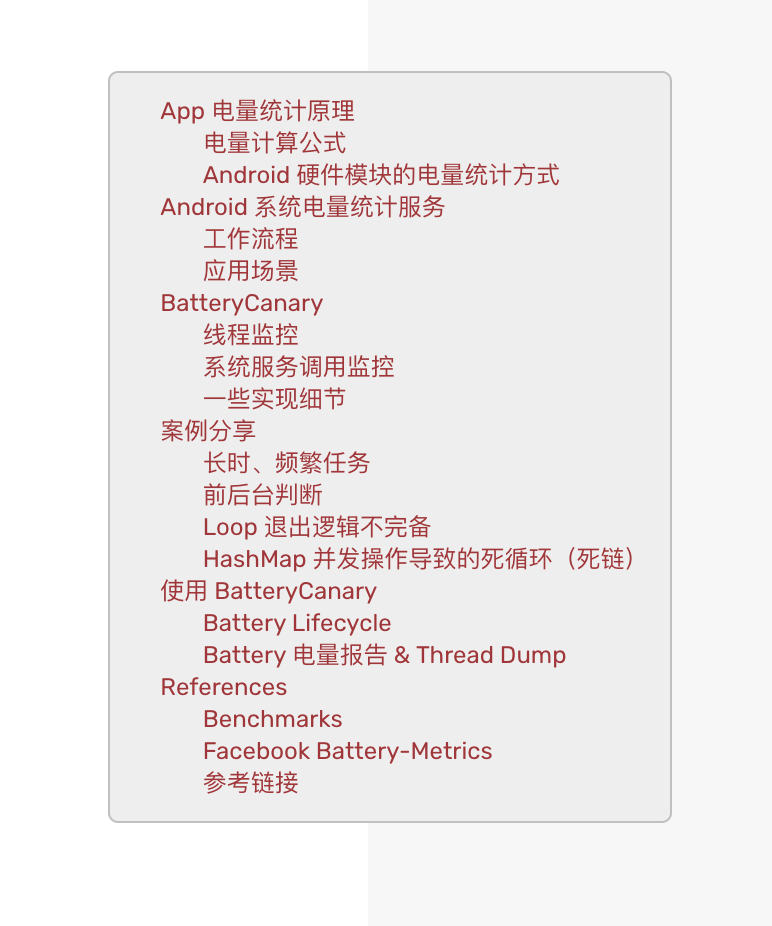 App 电量统计原理
电量计算公式
Android 硬件模块的电量统计方式
Android 系统电量统计服务
工作流程
应用场景
BatteryCanary
线程监控
系统服务调用监控
一些实现细节
案例分享
长时、频繁任务
前后台判断
Loop 退出逻辑不完备
HashMap 并发操作导致的死循环（死链）
使用 BatteryCanary
Battery Lifecycle
Battery 电量报告 & Thread Dump
References
Benchmarks
Facebook Battery-Metrics
参考链接